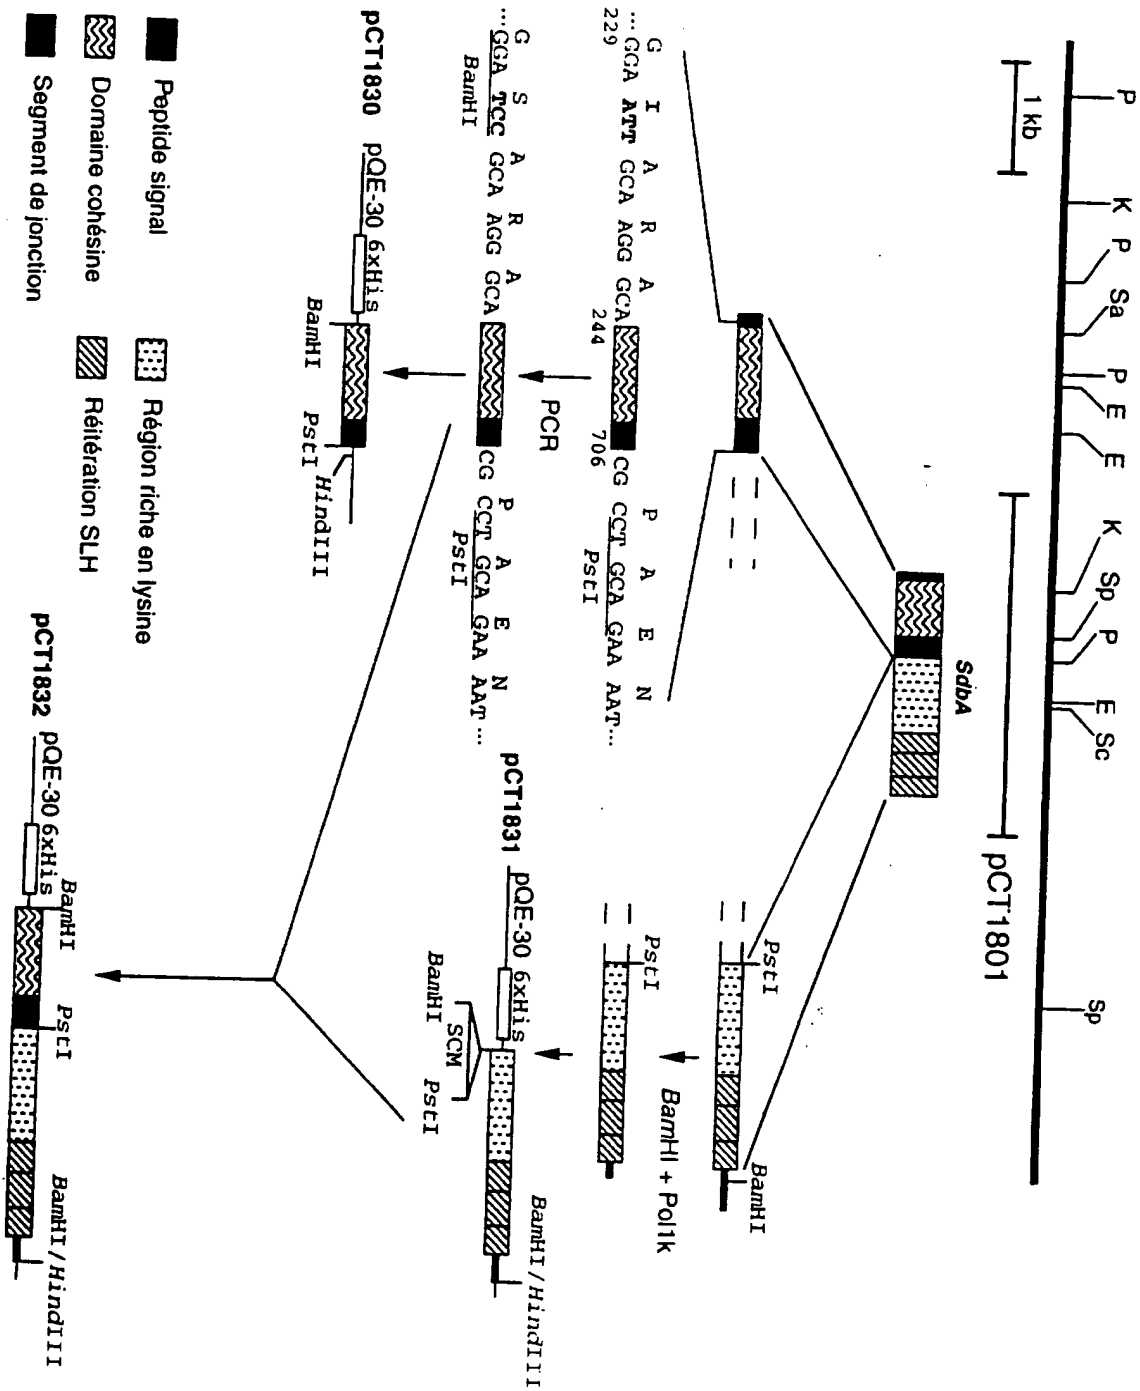 P K P Sa P E E K Sp P E Sc Sp
1 kb
pCT1801
SdbA
PstI
BamHI
G I A R A
P A E N
...GGA ATT GCA AGG GCA
CG CCT GCA GAA AAT...
229
244
706
PstI
PstI
BamHI + Pol1k
PCR
G S A R A
P A E N
...GGA TCC GCA AGG GCA
CG CCT GCA GAA AAT...
BamHI
PstI
pCT1830
pQE-30 6xHis
BamHI
PstI
HindIII
pCT1831
pQE-30 6xHis
BamHI/HindIII
BamHI
SCM
PstI
pCT1832
pQE-30 6xHis
BamHI
PstI
BamHI/HindIII
Peptide signal
Domaine cohésine
Segment de jonction
Région riche en lysine
Réitération SLH